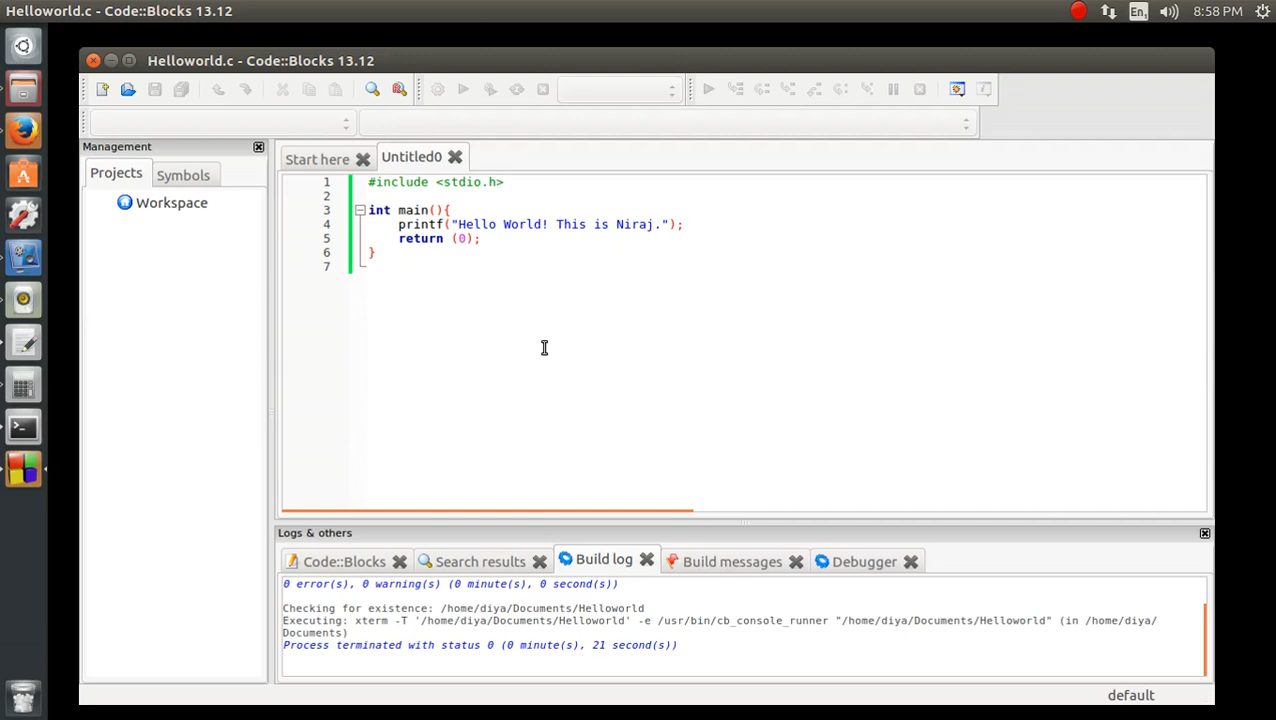 Helloworld.c - Code::Blocks 13.12
En1
8:58 PM
Helloworld.c - Code::Blocks 13.12
Management
Projects
Symbols
Workspace
Start here
Untitled0
1 #include <stdio.h>
2
3 int main(){
4 printf("Hello World! This is Niraj.");
5 return (0);
6 }
7
Logs & others
Code::Blocks
Search results
Build log
Build messages
Debugger
0 error(s), 0 warning(s) (0 minute(s), 0 second(s))
Checking for existence: /home/diya/Documents/Helloworld
Executing: xterm -T '/home/diya/Documents/Helloworld' -e /usr/bin/cb_console_runner "/home/diya/Documents/Helloworld" (in /home/diya/
Documents)
Process terminated with status 0 (0 minute(s), 21 second(s))
default